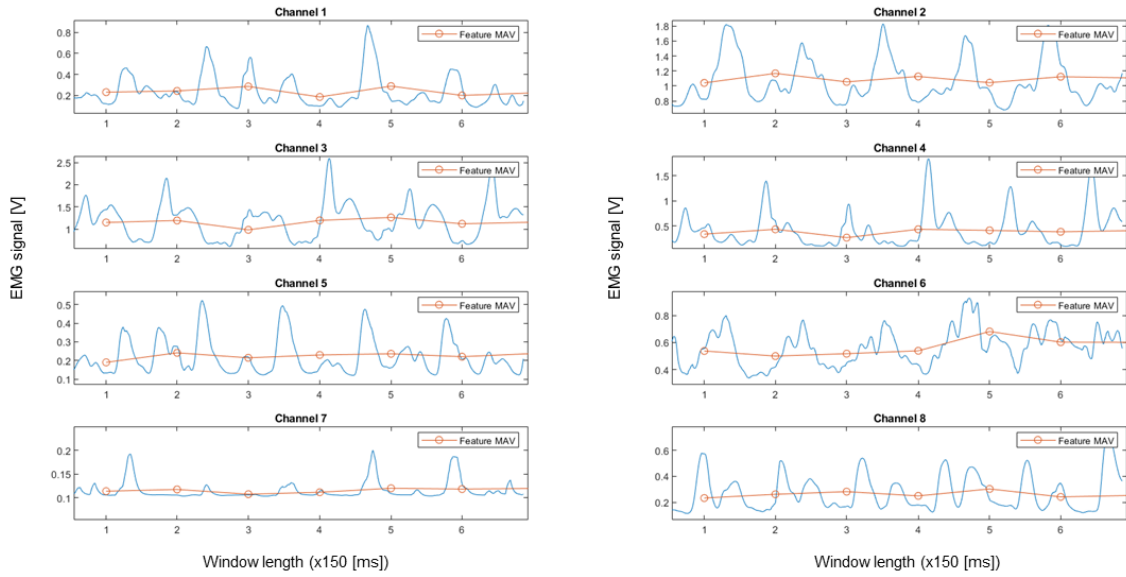 Channel 1
Feature MAV
0.8
0.6
0.4
0.2
1 2 3 4 5 6
Channel 2
Feature MAV
1.8
1.6
1.4
1.2
1
0.8
1 2 3 4 5 6
Channel 3
Feature MAV
2.5
2
1.5
1
1 2 3 4 5 6
Channel 4
Feature MAV
1.5
1
0.5
1 2 3 4 5 6
EMG signal [V]
EMG signal [V]
Channel 5
Feature MAV
0.5
0.4
0.3
0.2
0.1
1 2 3 4 5 6
Channel 6
Feature MAV
0.8
0.6
0.4
1 2 3 4 5 6
Channel 7
Feature MAV
0.2
0.15
0.1
1 2 3 4 5 6
Channel 8
Feature MAV
0.6
0.4
0.2
1 2 3 4 5 6
Window length (x150 [ms])
Window length (x150 [ms])